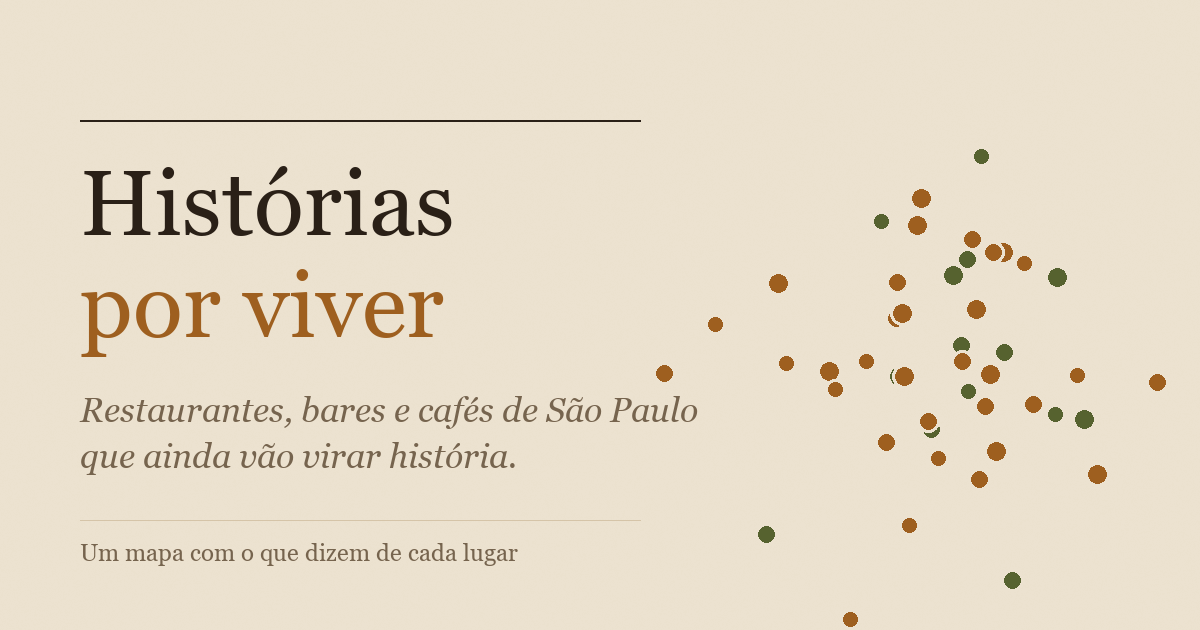 Histórias
por viver
Restaurantes, bares e cafés de São Paulo
que ainda vão virar história.
Um mapa com o que dizem de cada lugar